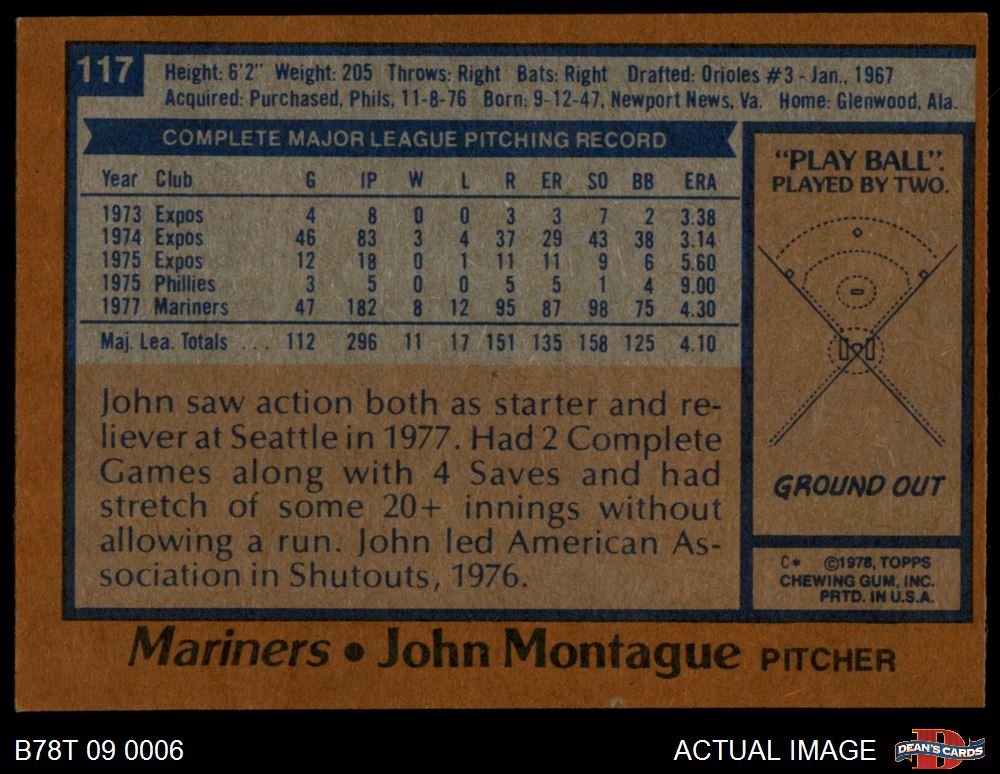 117
Height: 6'2" Weight: 205 Throws: Right Bats: Right Drafted: Orioles #3 - Jan., 1967
Acquired: Purchased, Phils, 11-8-76 Born: 9-12-47, Newport News, Va. Home: Glenwood, Ala.
COMPLETE MAJOR LEAGUE PITCHING RECORD
Year Club G IP W L R ER SO BB ERA
1973 Expos 4 8 0 0 3 3 7 2 3.38
1974 Expos 46 83 3 4 37 29 43 38 3.14
1975 Expos 12 18 0 1 11 11 9 6 5.60
1975 Phillies 3 5 0 0 5 5 1 4 9.00
1977 Mariners 47 182 8 12 95 87 98 75 4.30
Maj. Lea. Totals . . . 112 296 11 17 151 135 158 125 4.10
John saw action both as starter and re-
liever at Seattle in 1977. Had 2 Complete
Games along with 4 Saves and had
stretch of some 20+ innings without
allowing a run. John led American As-
sociation in Shutouts, 1976.
"PLAY BALL".
PLAYED BY TWO.
GROUND OUT
C* ©1978, TOPPS
CHEWING GUM, INC.
PRTD. IN U.S.A.
Mariners • John Montague PITCHER
B78T 09 0006
ACTUAL IMAGE
DEAN'S CARDS